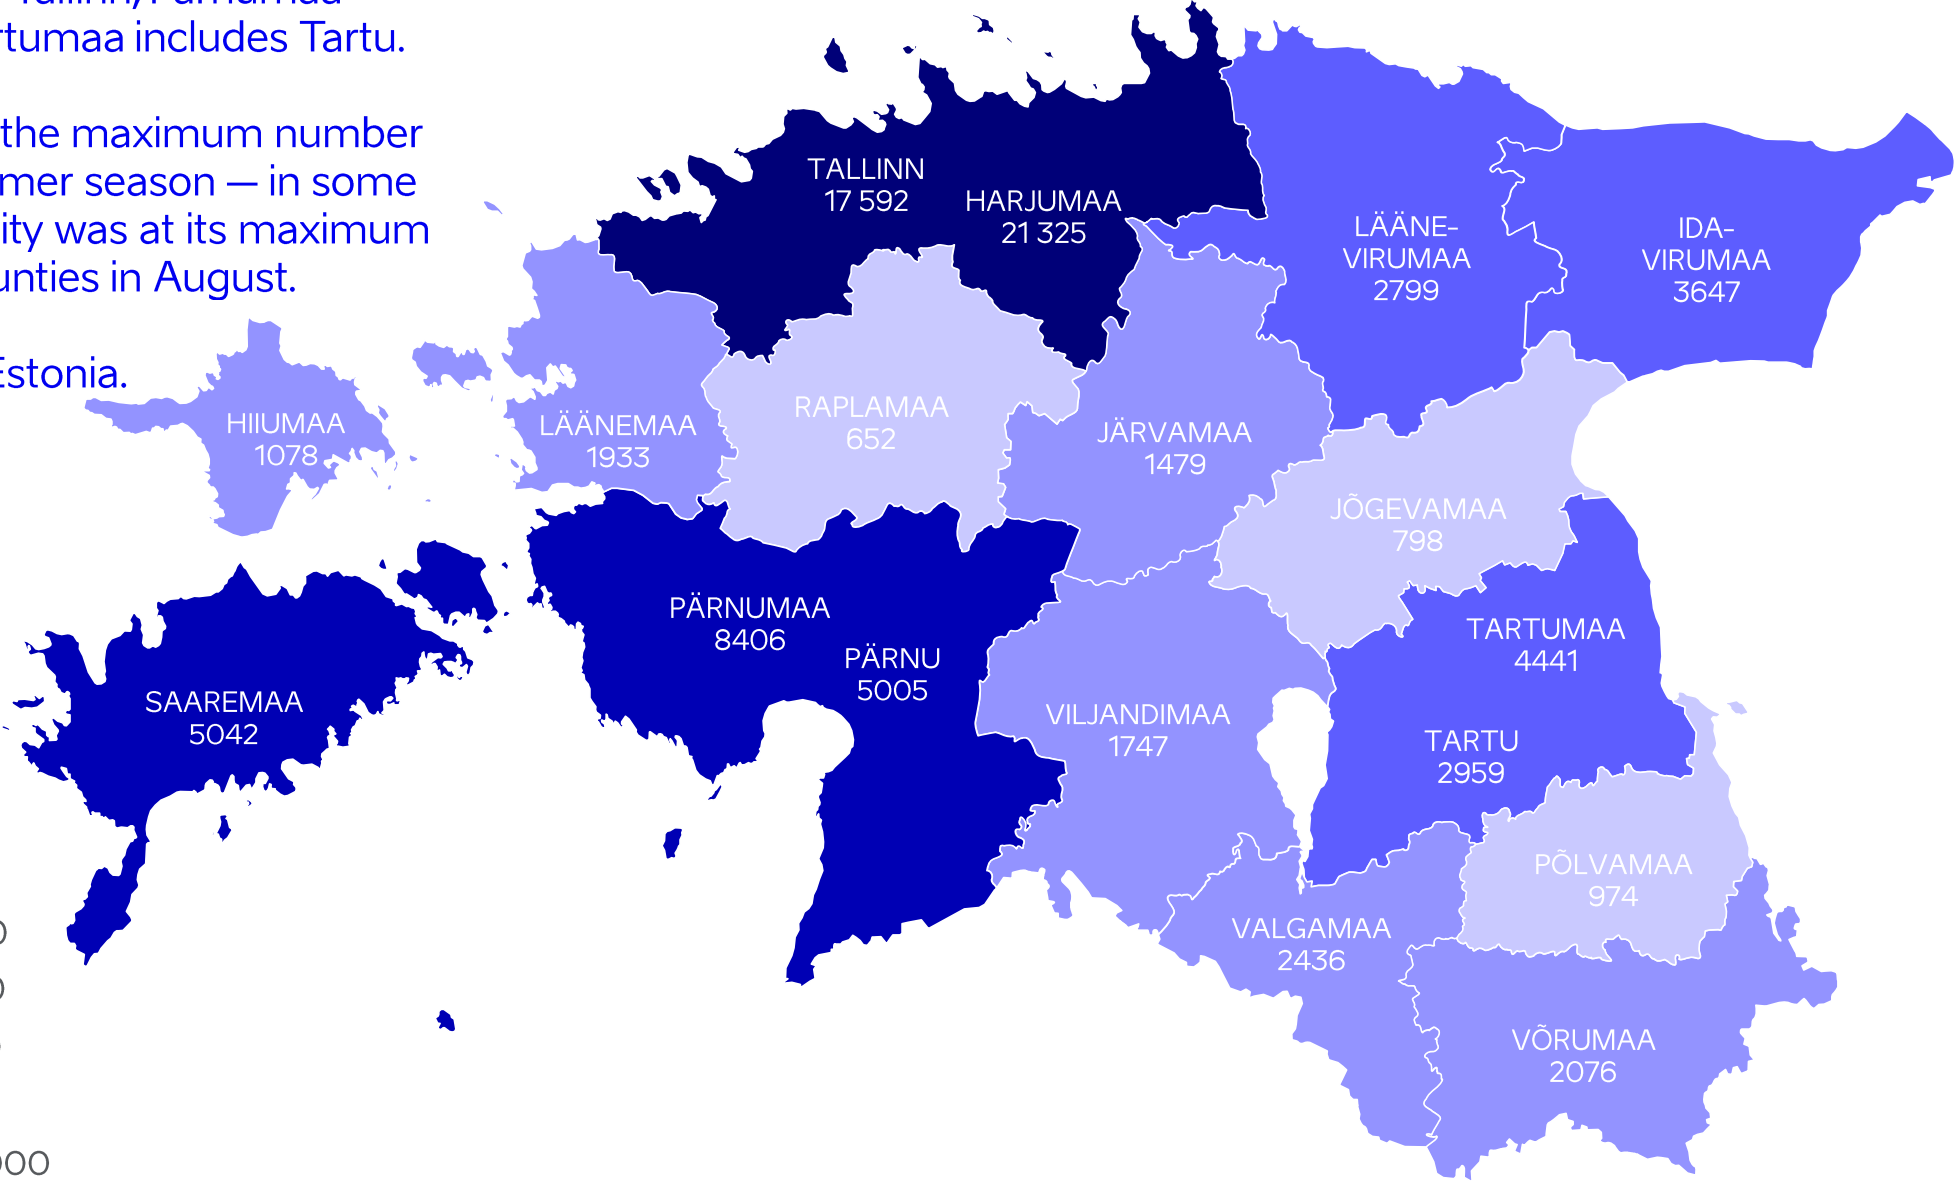 rtumaa includes Tartu.
the maximum number
mer season – in some
ity was at its maximum
unties in August.
Estonia.
TALLINN
17 592
HARJUMAA
21 325
LÄÄNE-
VIRUMAA
2799
IDA-
VIRUMAA
3647
HIIUMAA
1078
LÄÄNEMAA
1933
RAPLAMAA
652
JÄRVAMAA
1479
JÕGEVAMAA
798
PÄRNUMAA
8406
PÄRNU
5005
TARTUMAA
4441
SAAREMAA
5042
VILJANDIMAA
1747
TARTU
2959
PÕLVAMAA
974
VALGAMAA
2436
VÕRUMAA
2076